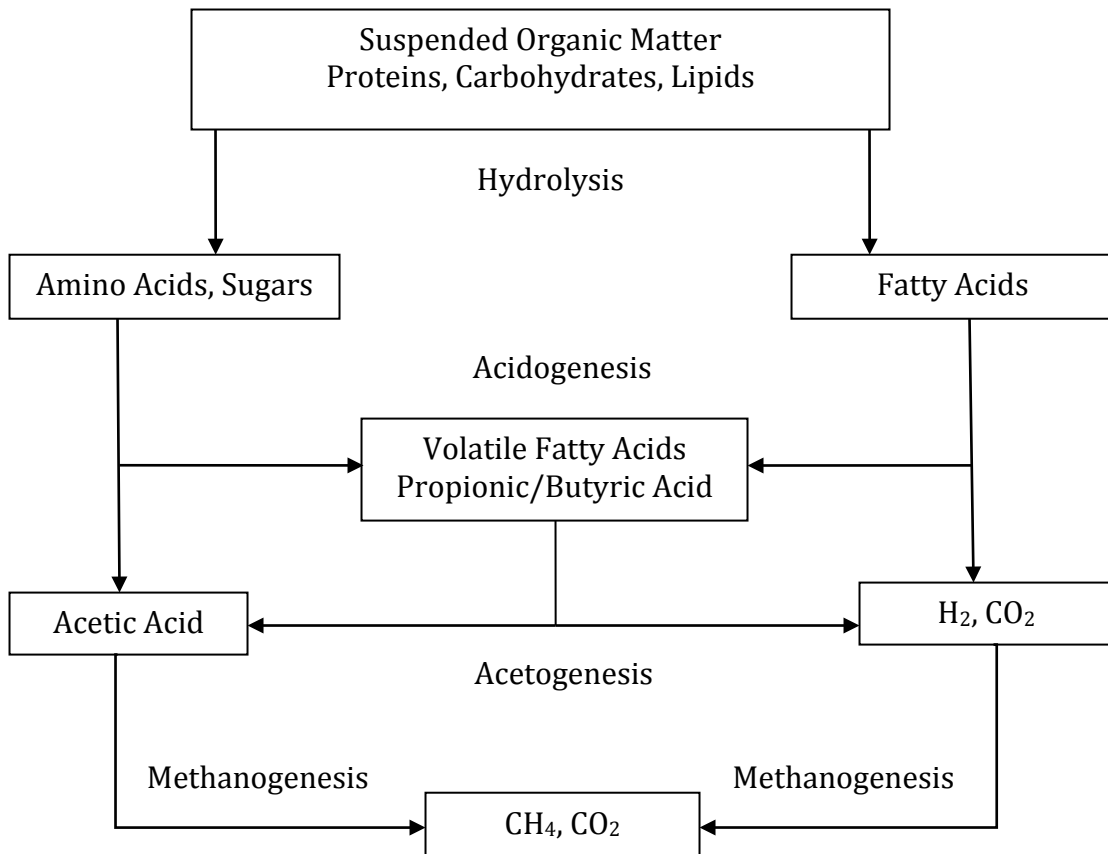 Suspended Organic Matter
Proteins, Carbohydrates, Lipids
Hydrolysis
Amino Acids, Sugars
Fatty Acids
Acidogenesis
Volatile Fatty Acids
Propionic/Butyric Acid
Acetic Acid
H₂, CO₂
Acetogenesis
Methanogenesis
Methanogenesis
CH₄, CO₂